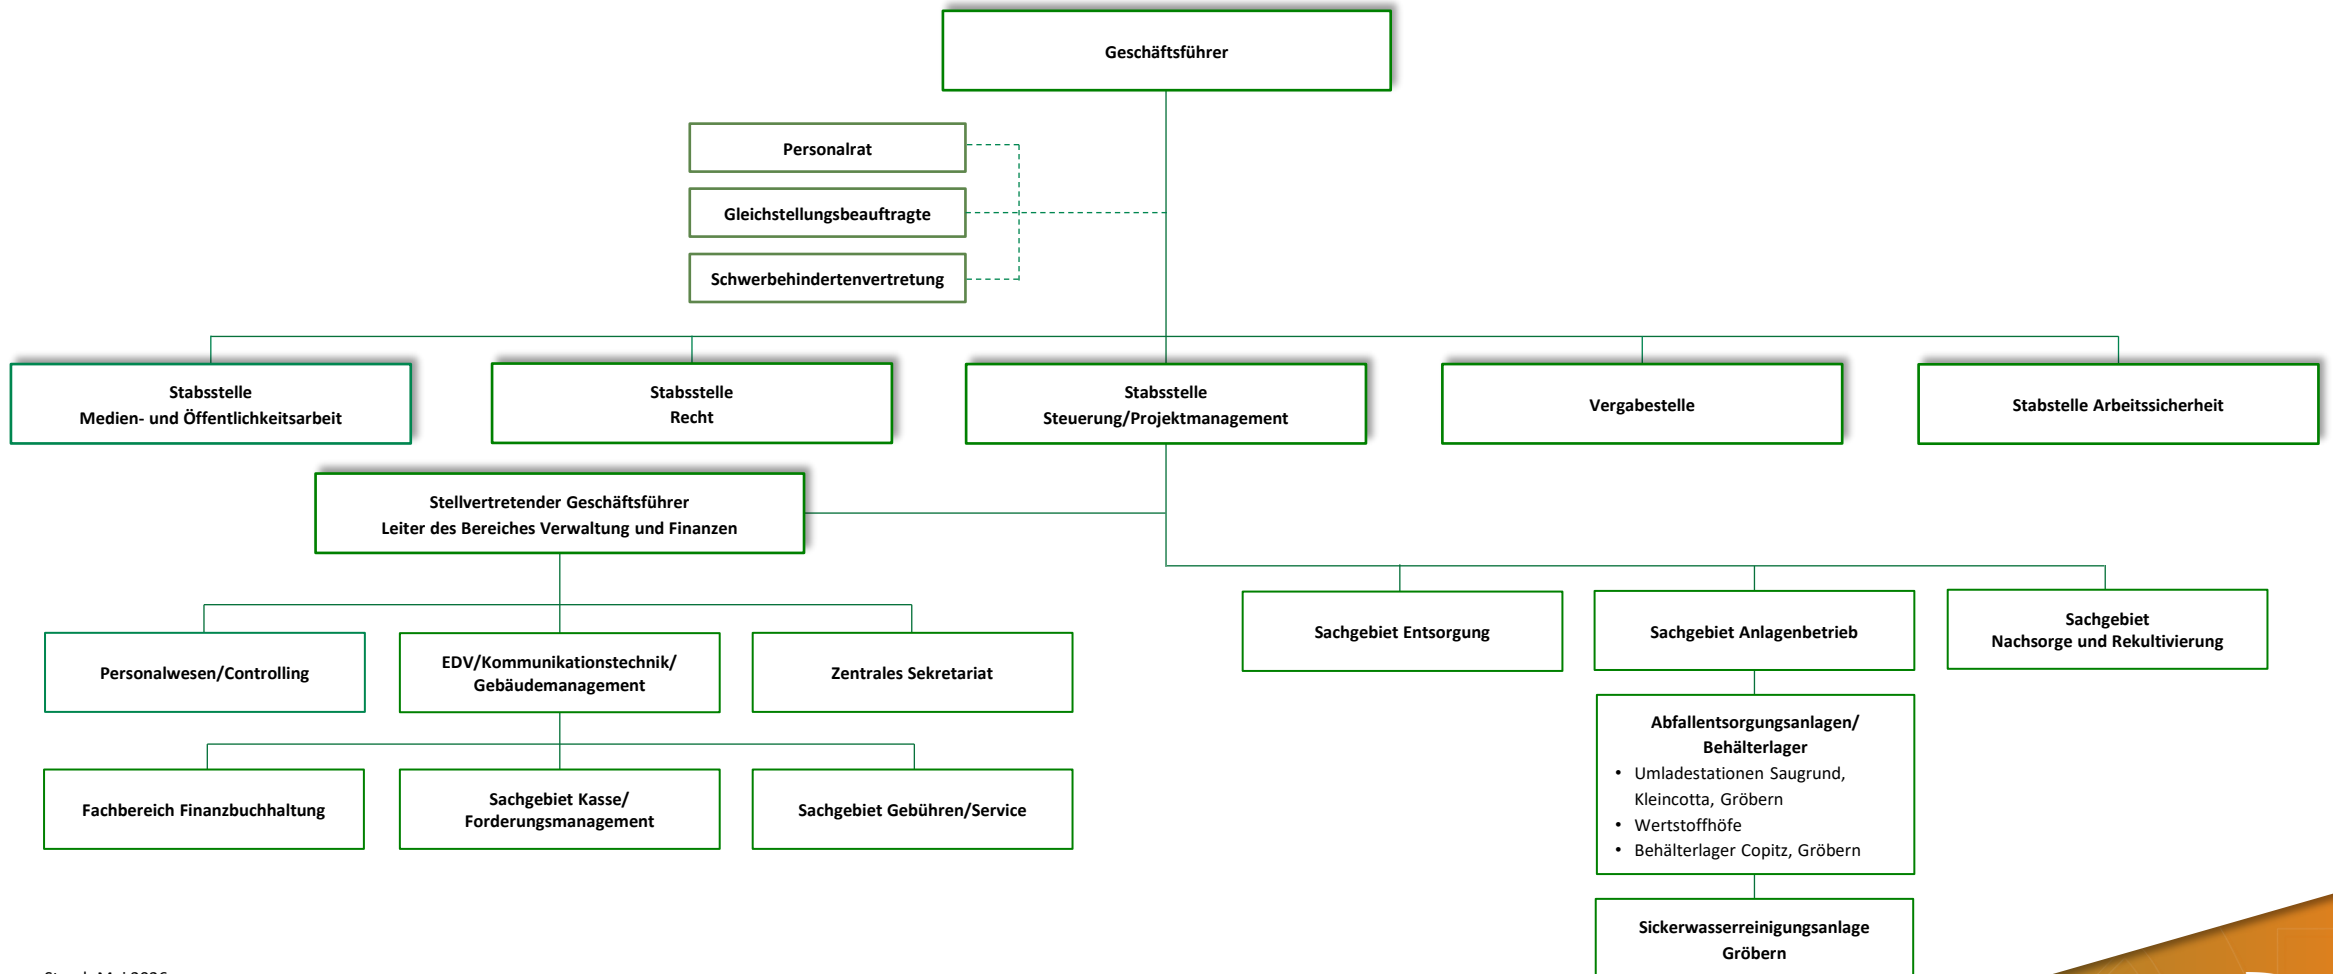 Geschäftsführer
Personalrat
Gleichstellungsbeauftragte
Schwerbehindertenvertretung
Stabsstelle
Medien- und Öffentlichkeitsarbeit
Stabsstelle
Recht
Stabsstelle
Steuerung/Projektmanagement
Vergabestelle
Stabstelle Arbeitssicherheit
Stellvertretender Geschäftsführer
Leiter des Bereiches Verwaltung und Finanzen
Personalwesen/Controlling
EDV/Kommunikationstechnik/
Gebäudemanagement
Zentrales Sekretariat
Fachbereich Finanzbuchhaltung
Sachgebiet Kasse/
Forderungsmanagement
Sachgebiet Gebühren/Service
Sachgebiet Entsorgung
Sachgebiet Anlagenbetrieb
Sachgebiet
Nachsorge und Rekultivierung
Abfallentsorgungsanlagen/
Behälterlager
• Umladestationen Saugrund,
Kleincotta, Gröbern
• Wertstoffhöfe
• Behälterlager Copitz, Gröbern
Sickerwasserreinigungsanlage
Gröbern